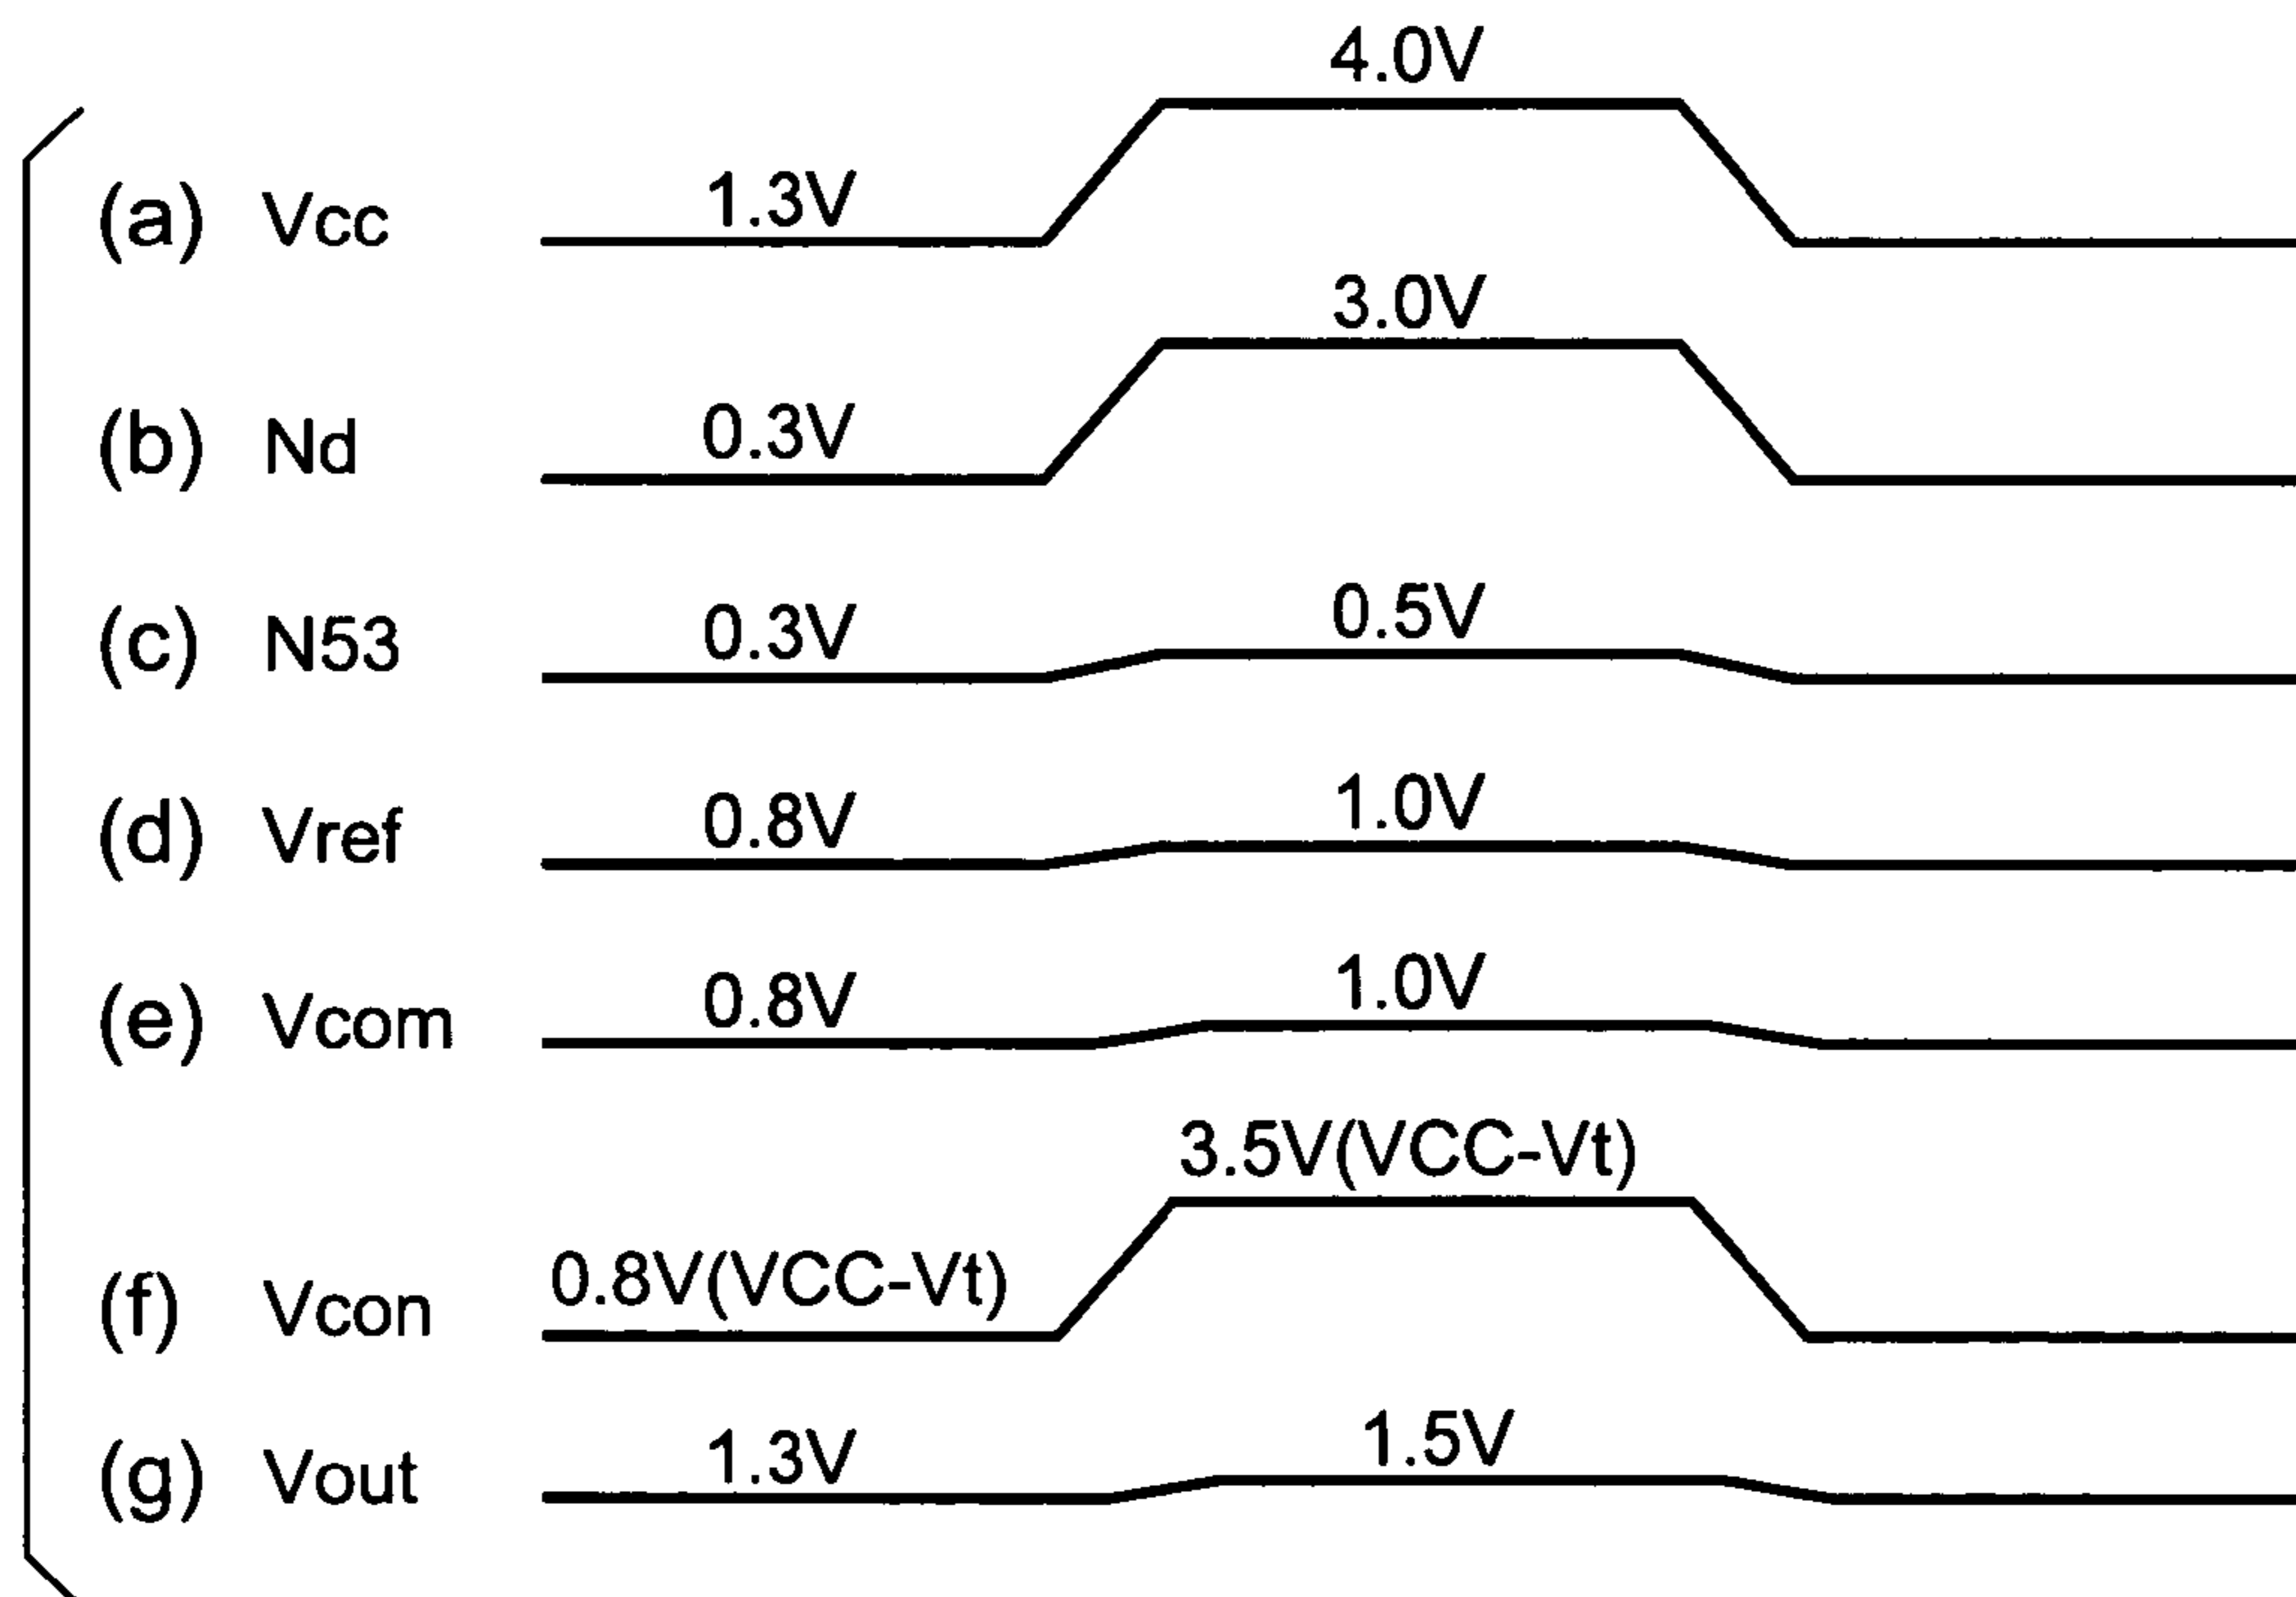 4.0V
(a) Vcc 1.3V
3.0V
(b) Nd 0.3V
(c) N53 0.3V 0.5V
(d) Vref 0.8V 1.0V
(e) Vcom 0.8V 1.0V
3.5V(VCC-Vt)
(f) Vcon 0.8V(VCC-Vt)
(g) Vout 1.3V 1.5V